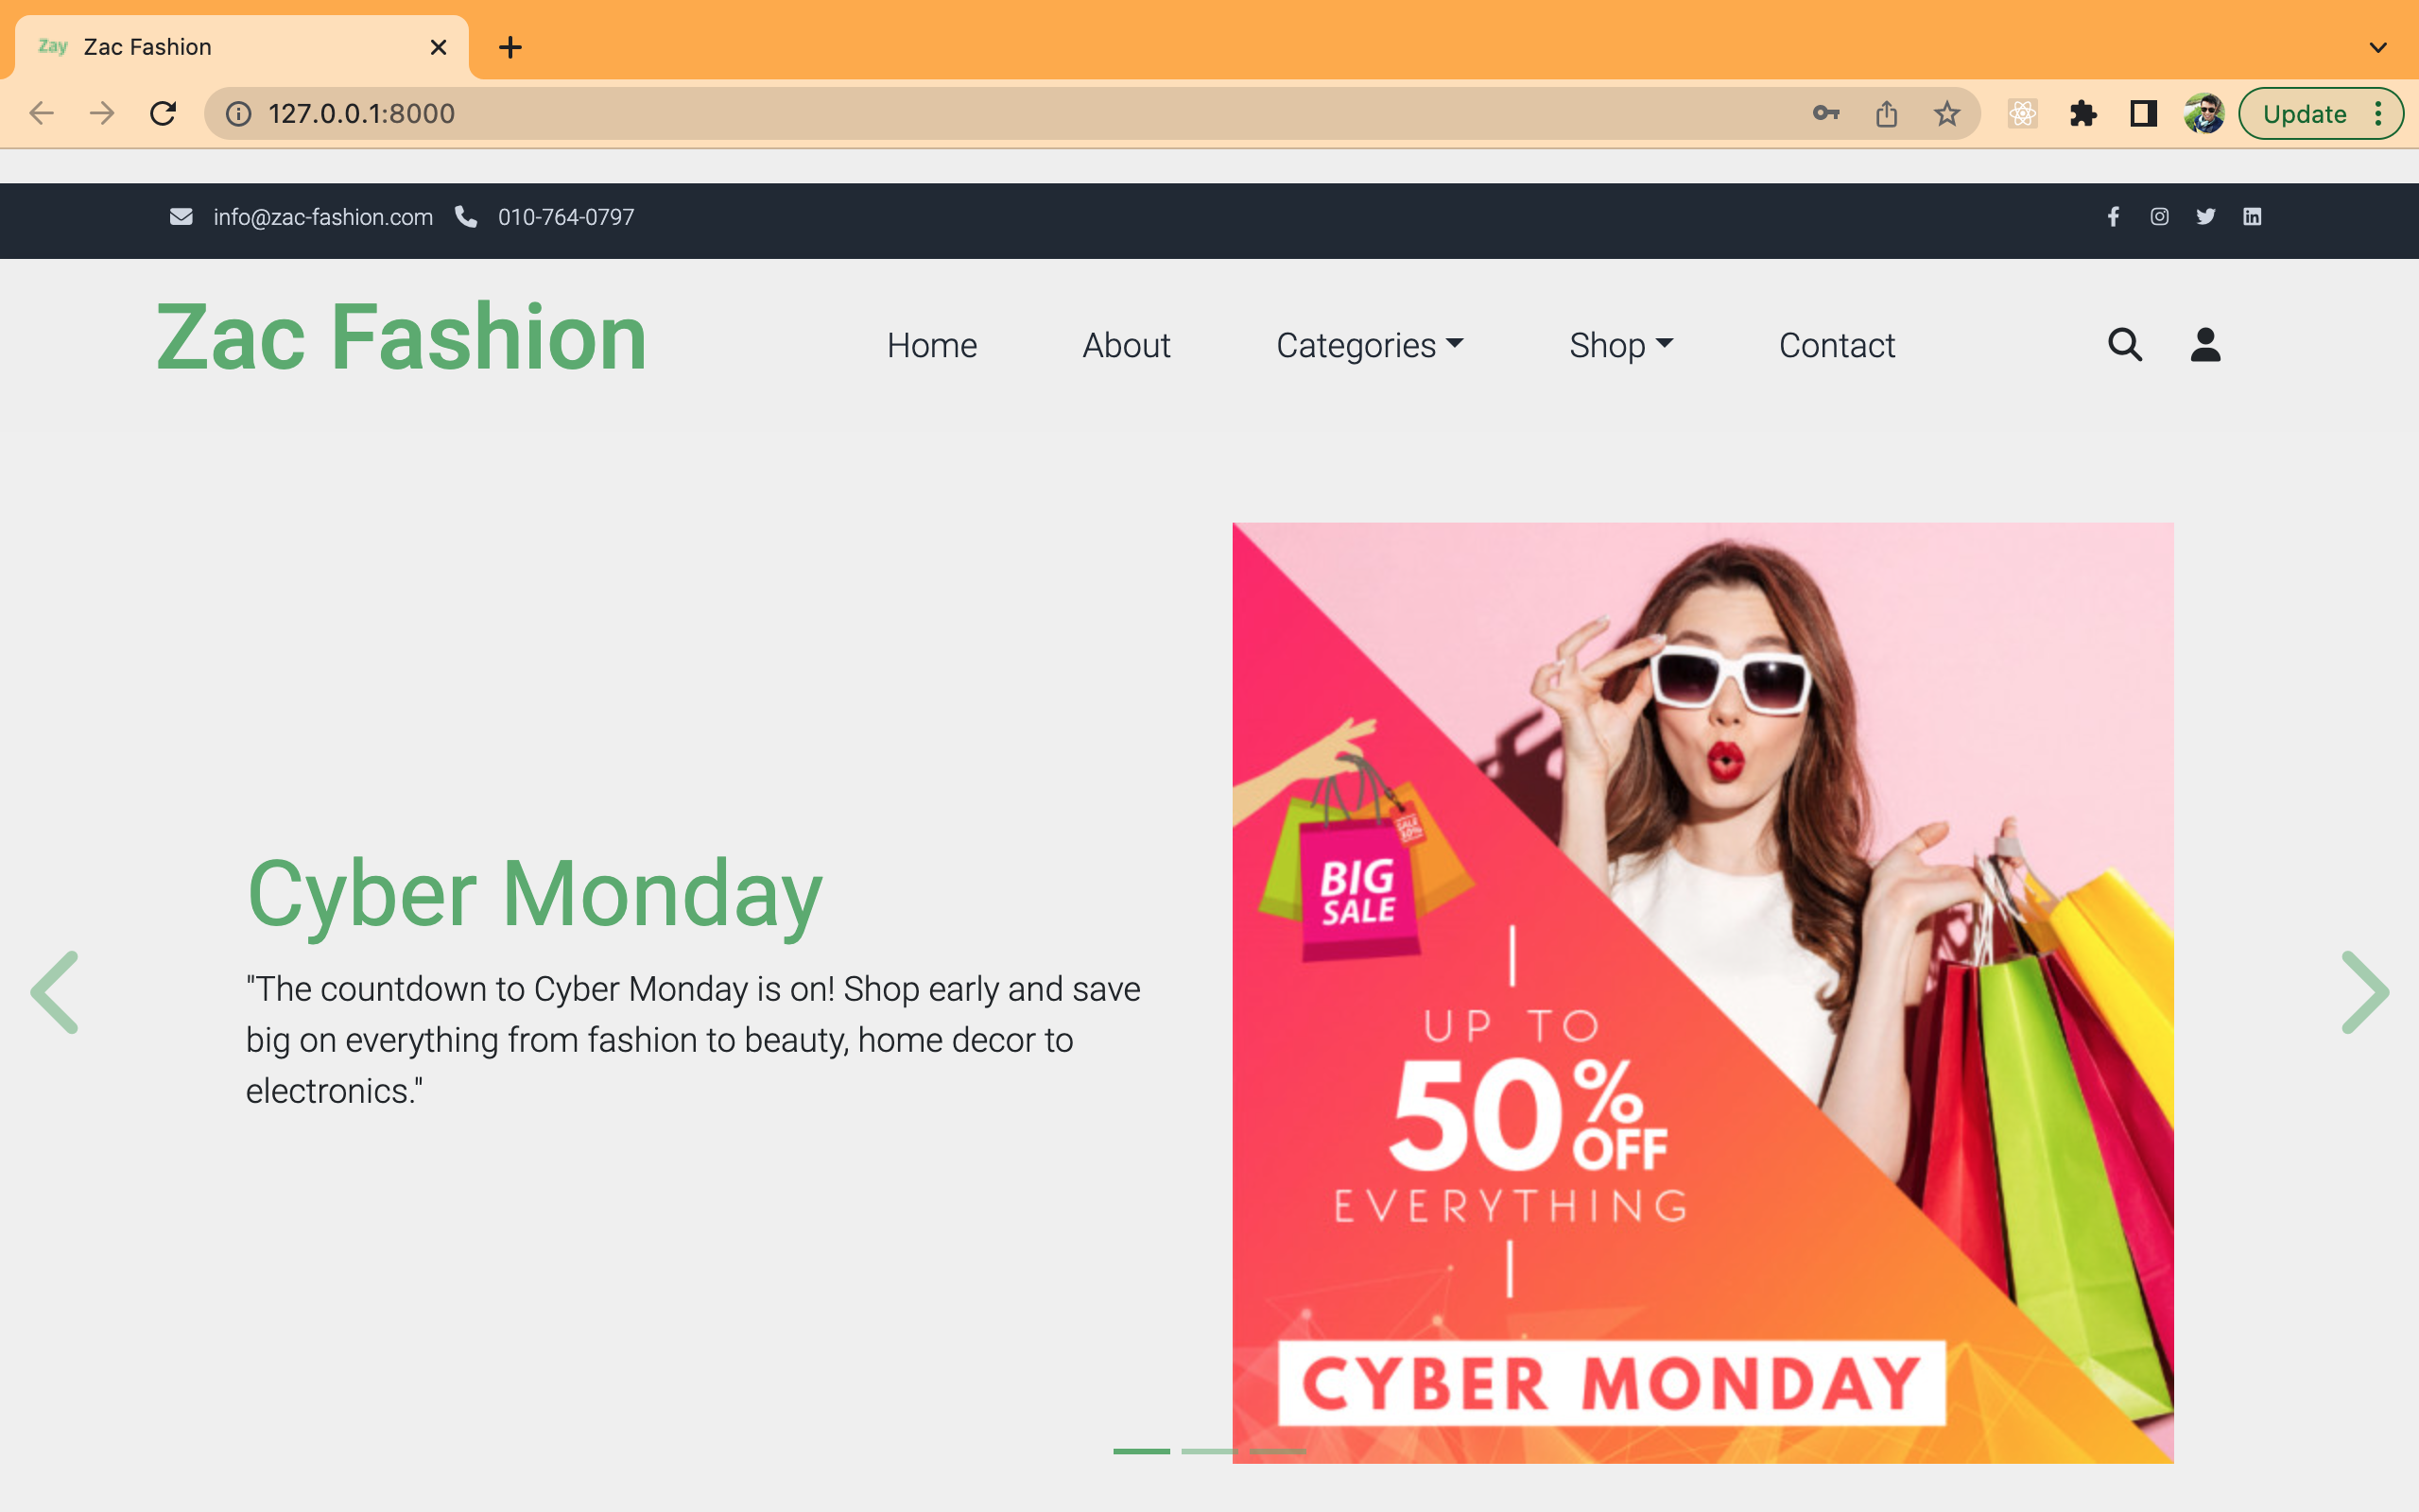 Zay Zac Fashion
127.0.0.1:8000
Update
info@zac-fashion.com 010-764-0797
Zac Fashion Home About Categories Shop Contact
Cyber Monday
"The countdown to Cyber Monday is on! Shop early and save
big on everything from fashion to beauty, home decor to
electronics."
SALE
50%
BIG
SALE
UP TO
50% OFF
EVERYTHING
CYBER MONDAY